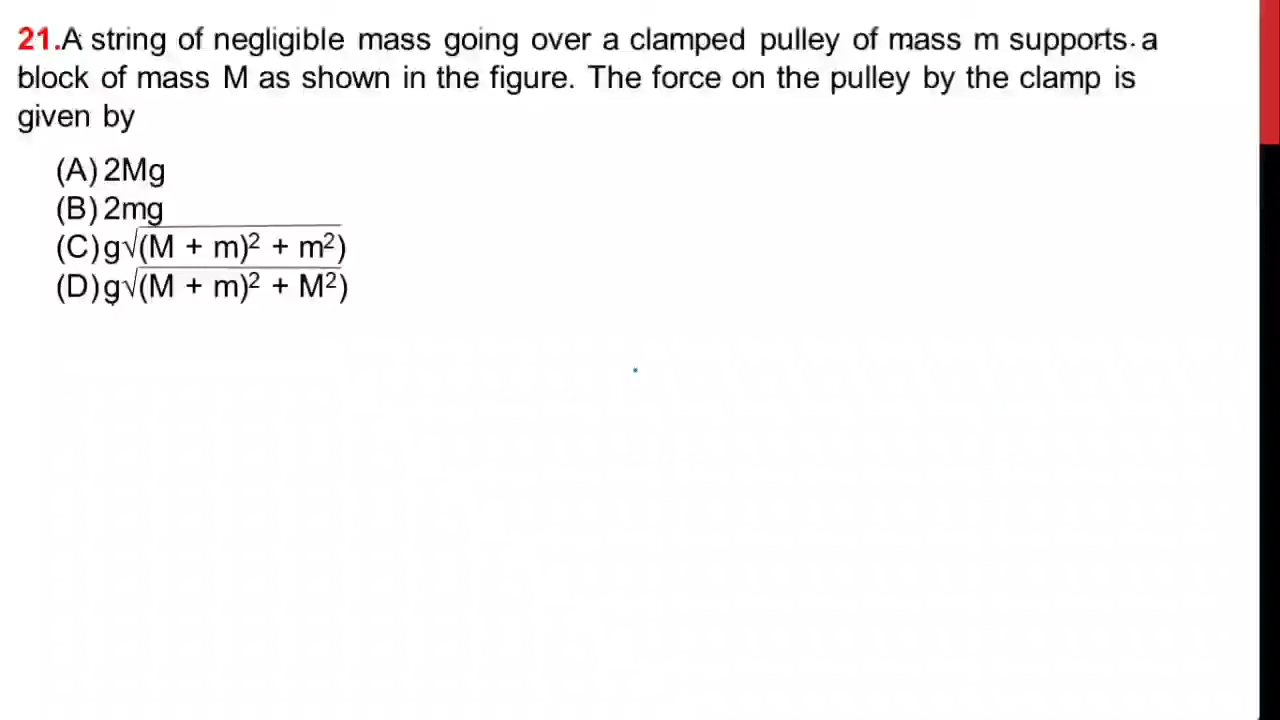 21.A string of negligible mass going over a clamped pulley of mass m supports a
block of mass M as shown in the figure. The force on the pulley by the clamp is
given by
(A) 2Mg
(B) 2mg
(C) g√(M + m)² + m²)
(D) g√(M + m)² + M²)